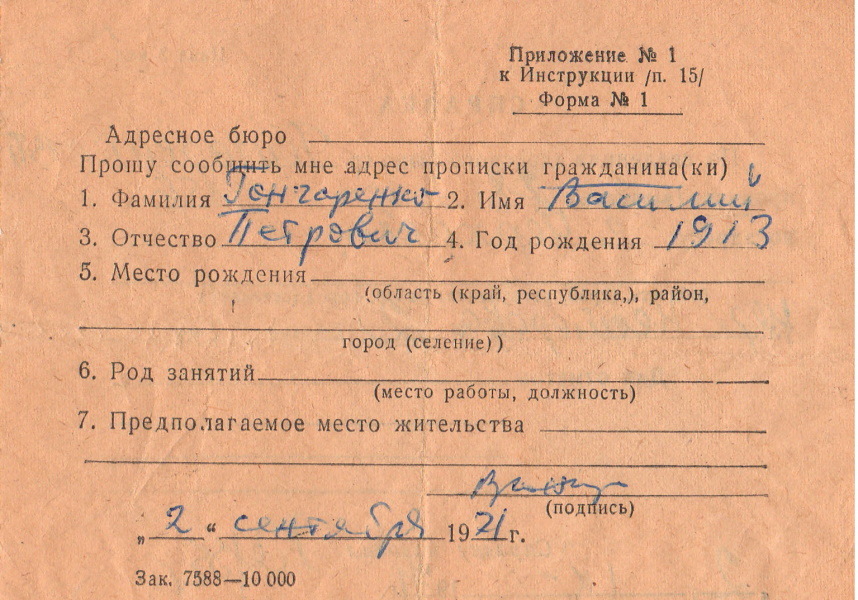 Приложение № 1
к Инструкции /п. 15/
Форма № 1
Адресное бюро
Прошу сообщить мне адрес прописки гражданина(ки)
1. Фамилия Гончаренко 2. Имя Василий
3. Отчество Петрович 4. Год рождения 1913
5. Место рождения
(область (край, республика,), район,
город (селение))
6. Род занятий
(место работы, должность)
7. Предполагаемое место жительства
(подпись)
„2“ сентября 1971 г.
Зак. 7588—10 000